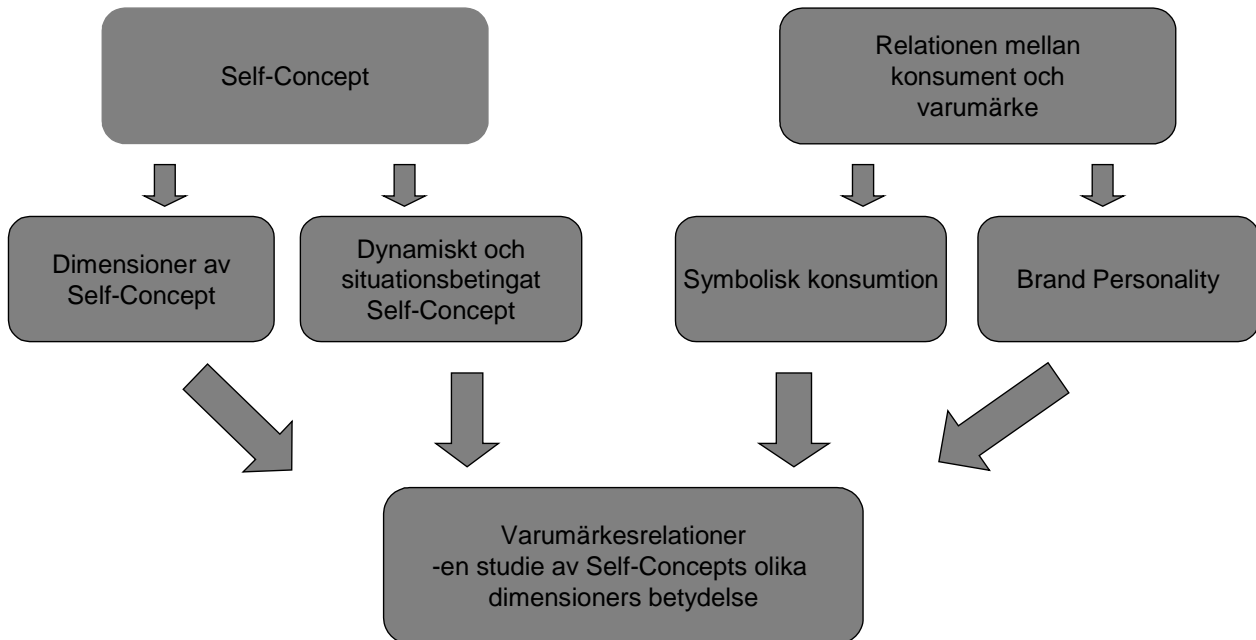 Self-Concept
Relationen mellan
konsument och
varumärke
Dimensioner av
Self-Concept
Dynamiskt och
situationsbetingat
Self-Concept
Symbolisk konsumtion
Brand Personality
Varumärkesrelationer
-en studie av Self-Concepts olika
dimensioners betydelse